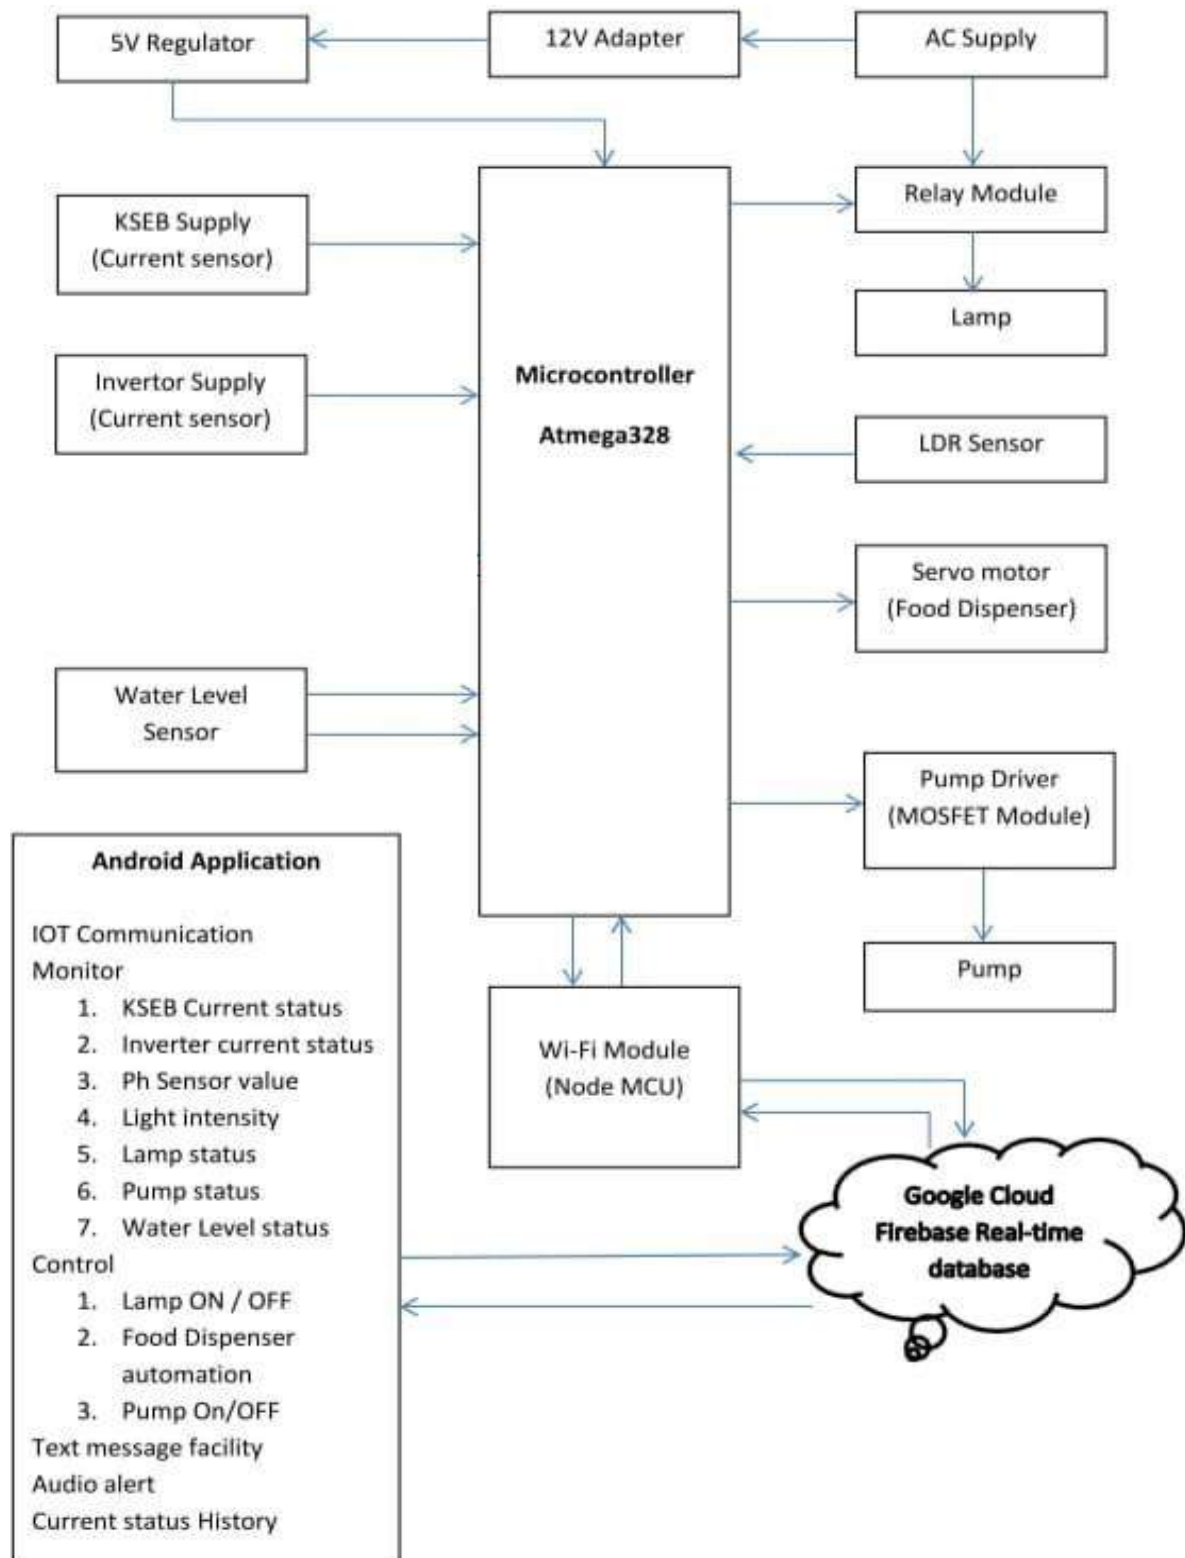 5V Regulator
12V Adapter
AC Supply
KSEB Supply
(Current sensor)
Relay Module
Lamp
Invertor Supply
(Current sensor)
Microcontroller
Atmega328
LDR Sensor
Servo motor
(Food Dispenser)
Water Level
Sensor
Pump Driver
(MOSFET Module)
Pump
Wi-Fi Module
(Node MCU)
Google Cloud
Firebase Real-time
database
Android Application
IOT Communication
Monitor
1. KSEB Current status
2. Inverter current status
3. Ph Sensor value
4. Light intensity
5. Lamp status
6. Pump status
7. Water Level status
Control
1. Lamp ON / OFF
2. Food Dispenser
automation
3. Pump On/OFF
Text message facility
Audio alert
Current status History